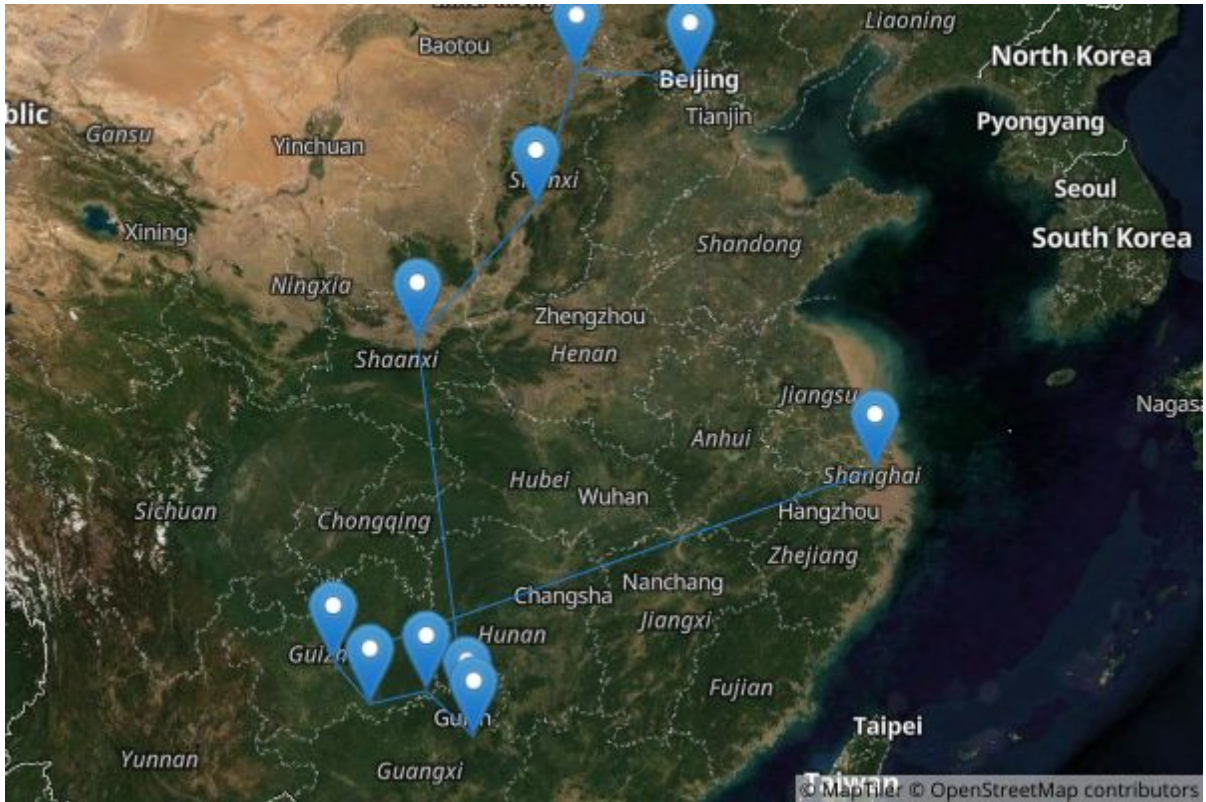 Baotou
Liaoning
North Korea
Beijing
blic
Gansu
Tianjin
Pyongyang
Yinchuan
Seoul
Xining
Shandong
South Korea
Ningxia
Zhengzhou
Shaanxi
Henan
Jiangsu
Anhui
Hubei
Shanghai
Wuhan
Sichuan
Chongqing
Hangzhou
Zhejiang
Nanchang
Changsha
Jiangxi
Hunan
Fujian
Taipei
Yunnan
Guangxi
Taiwan
© MapTiler © OpenStreetMap contributors